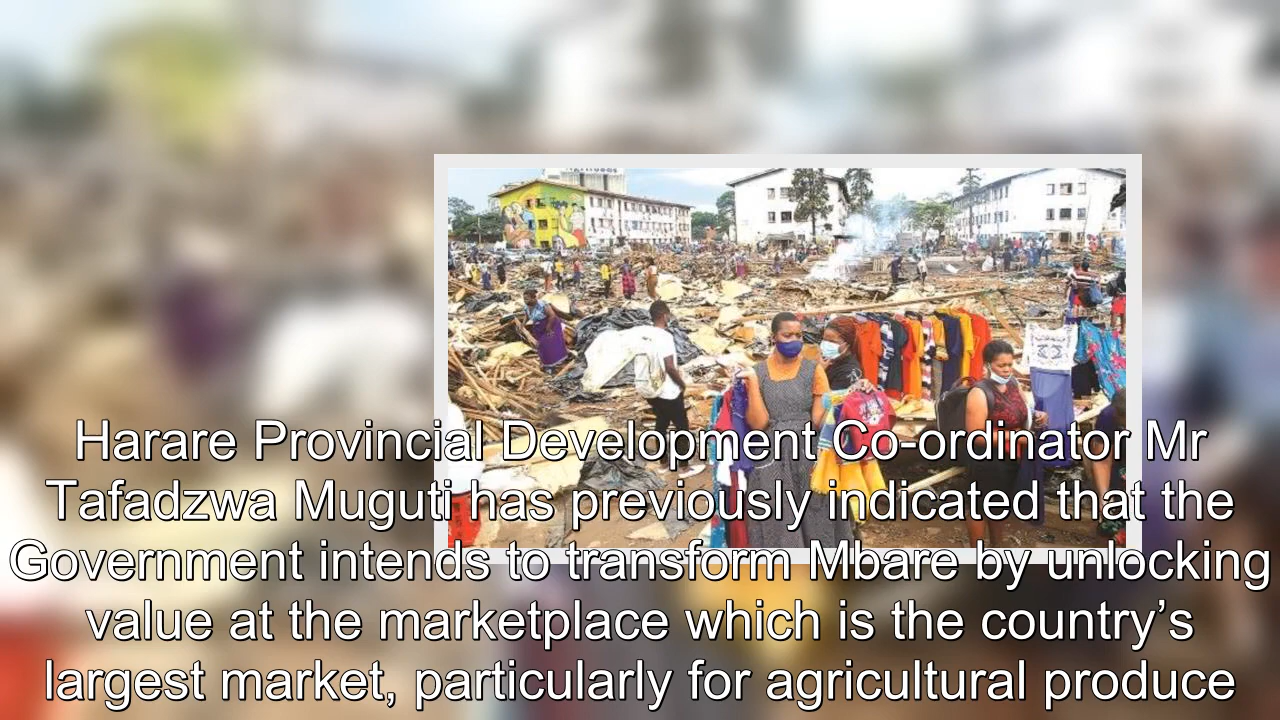 Harare Provincial Development Co-ordinator Mr
Tafadzwa Muguti has previously indicated that the
Government intends to transform Mbare by unlocking
value at the marketplace which is the country’s
largest market, particularly for agricultural produce